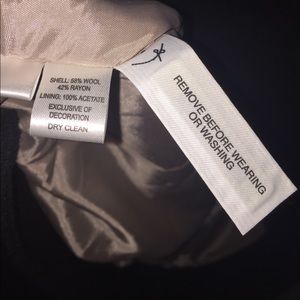 SHELL: 58% WOOL
42% RAYON
LINING: 100% ACETATE
EXCLUSIVE OF
DECORATION
DRY CLEAN
REMOVE BEFORE WEARING
OR WASHING